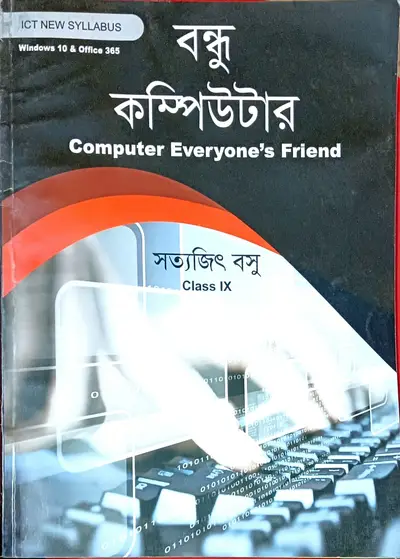 ICT NEW SYLLABUS
Windows 10 & Office 365
বন্ধু
কম্পিউটার
Computer Everyone's Friend
সত্যজিৎ বসু
Class IX